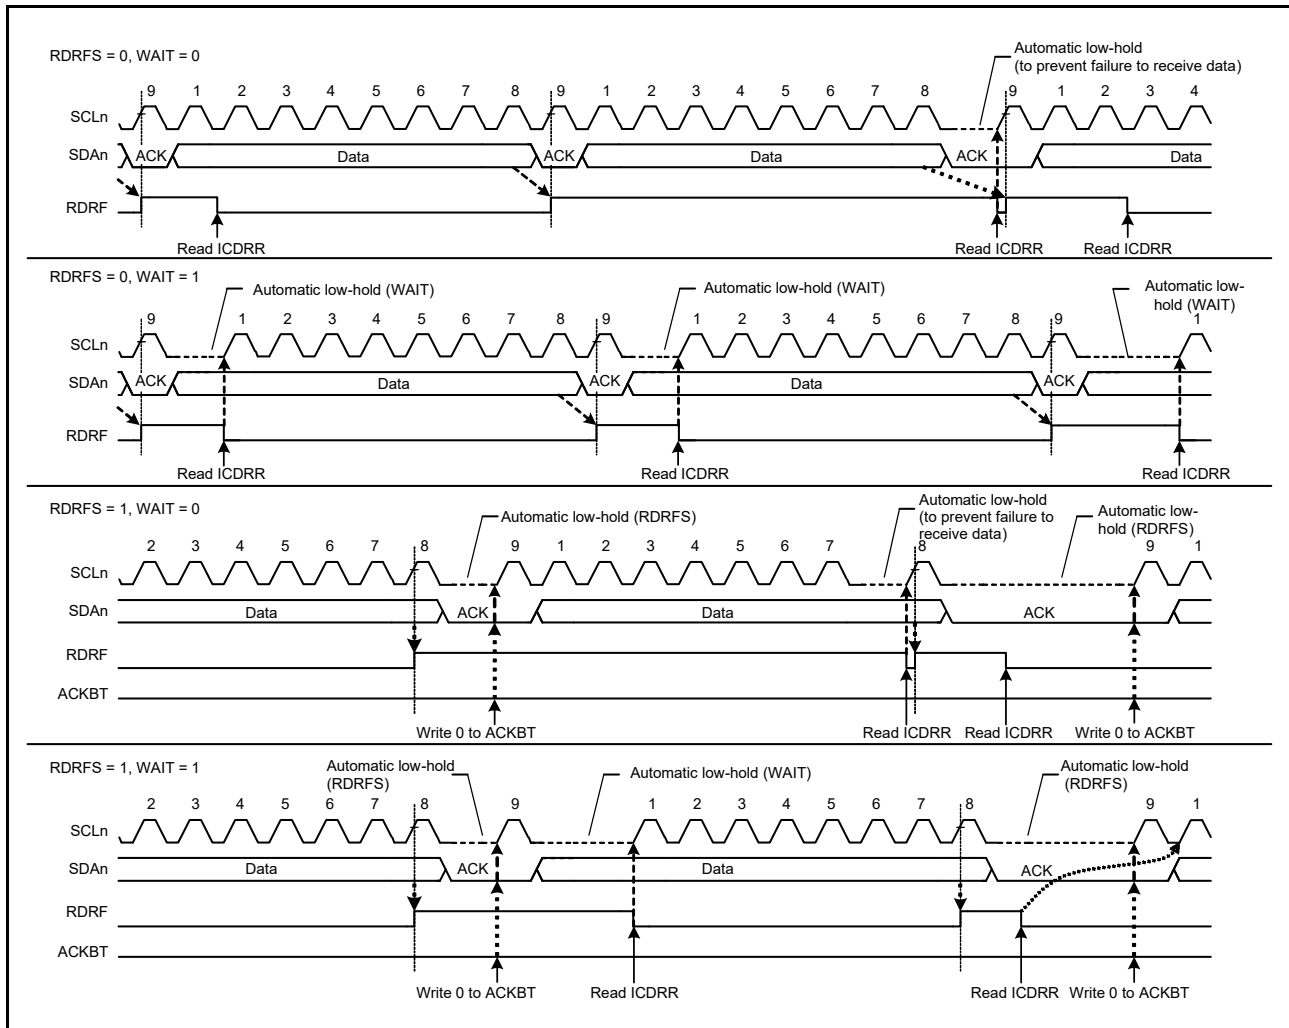 RDRFS = 0, WAIT = 0
Automatic low-hold
(to prevent failure to receive data)
9 1 2 3 4 5 6 7 8 9 1 2 3 4 5 6 7 8 9 1 2 3 4
SCLn
SDAn ACK Data ACK Data ACK Data
RDRF
Read ICDRR Read ICDRR Read ICDRR
RDRFS = 0, WAIT = 1
Automatic low-hold (WAIT) Automatic low-hold (WAIT) Automatic low-
hold (WAIT)
9 1 2 3 4 5 6 7 8 9 1 2 3 4 5 6 7 8 9 1
SCLn
SDAn ACK Data ACK Data ACK
RDRF
Read ICDRR Read ICDRR Read ICDRR
RDRFS = 1, WAIT = 0
Automatic low-hold (RDRFS)
Automatic low-hold
(to prevent failure to
receive data)
Automatic low-
hold (RDRFS)
2 3 4 5 6 7 8 9 1 2 3 4 5 6 7 8 9 1
SCLn
SDAn Data ACK Data ACK
RDRF
ACKBT
Write 0 to ACKBT Read ICDRR Read ICDRR Write 0 to ACKBT
RDRFS = 1, WAIT = 1
Automatic low-hold
(RDRFS)
Automatic low-hold (WAIT)
Automatic low-hold
(RDRFS)
2 3 4 5 6 7 8 9 1 2 3 4 5 6 7 8 9 1
SCLn
SDAn Data ACK Data ACK
RDRF
ACKBT
Write 0 to ACKBT Read ICDRR Read ICDRR Write 0 to ACKBT